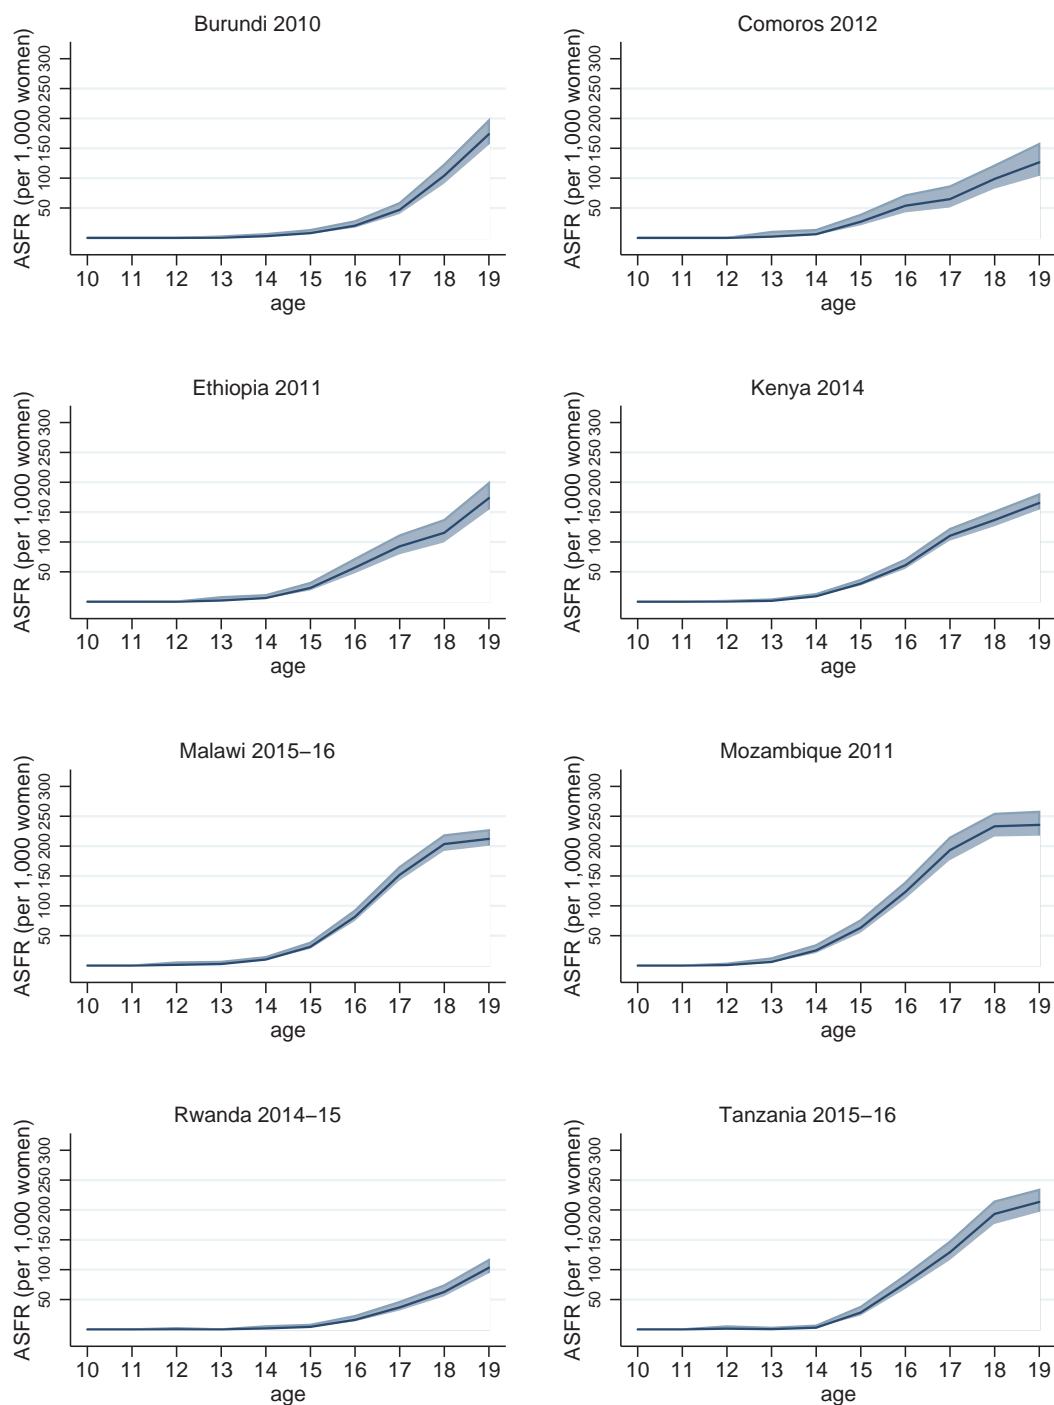 Burundi 2010
ASFR (per 1,000 women)
50 100 150 200 250 300
10 11 12 13 14 15 16 17 18 19
age
Comoros 2012
ASFR (per 1,000 women)
50 100 150 200 250 300
10 11 12 13 14 15 16 17 18 19
age
Ethiopia 2011
ASFR (per 1,000 women)
50 100 150 200 250 300
10 11 12 13 14 15 16 17 18 19
age
Kenya 2014
ASFR (per 1,000 women)
50 100 150 200 250 300
10 11 12 13 14 15 16 17 18 19
age
Malawi 2015–16
ASFR (per 1,000 women)
50 100 150 200 250 300
10 11 12 13 14 15 16 17 18 19
age
Mozambique 2011
ASFR (per 1,000 women)
50 100 150 200 250 300
10 11 12 13 14 15 16 17 18 19
age
Rwanda 2014–15
ASFR (per 1,000 women)
50 100 150 200 250 300
10 11 12 13 14 15 16 17 18 19
age
Tanzania 2015–16
ASFR (per 1,000 women)
50 100 150 200 250 300
10 11 12 13 14 15 16 17 18 19
age